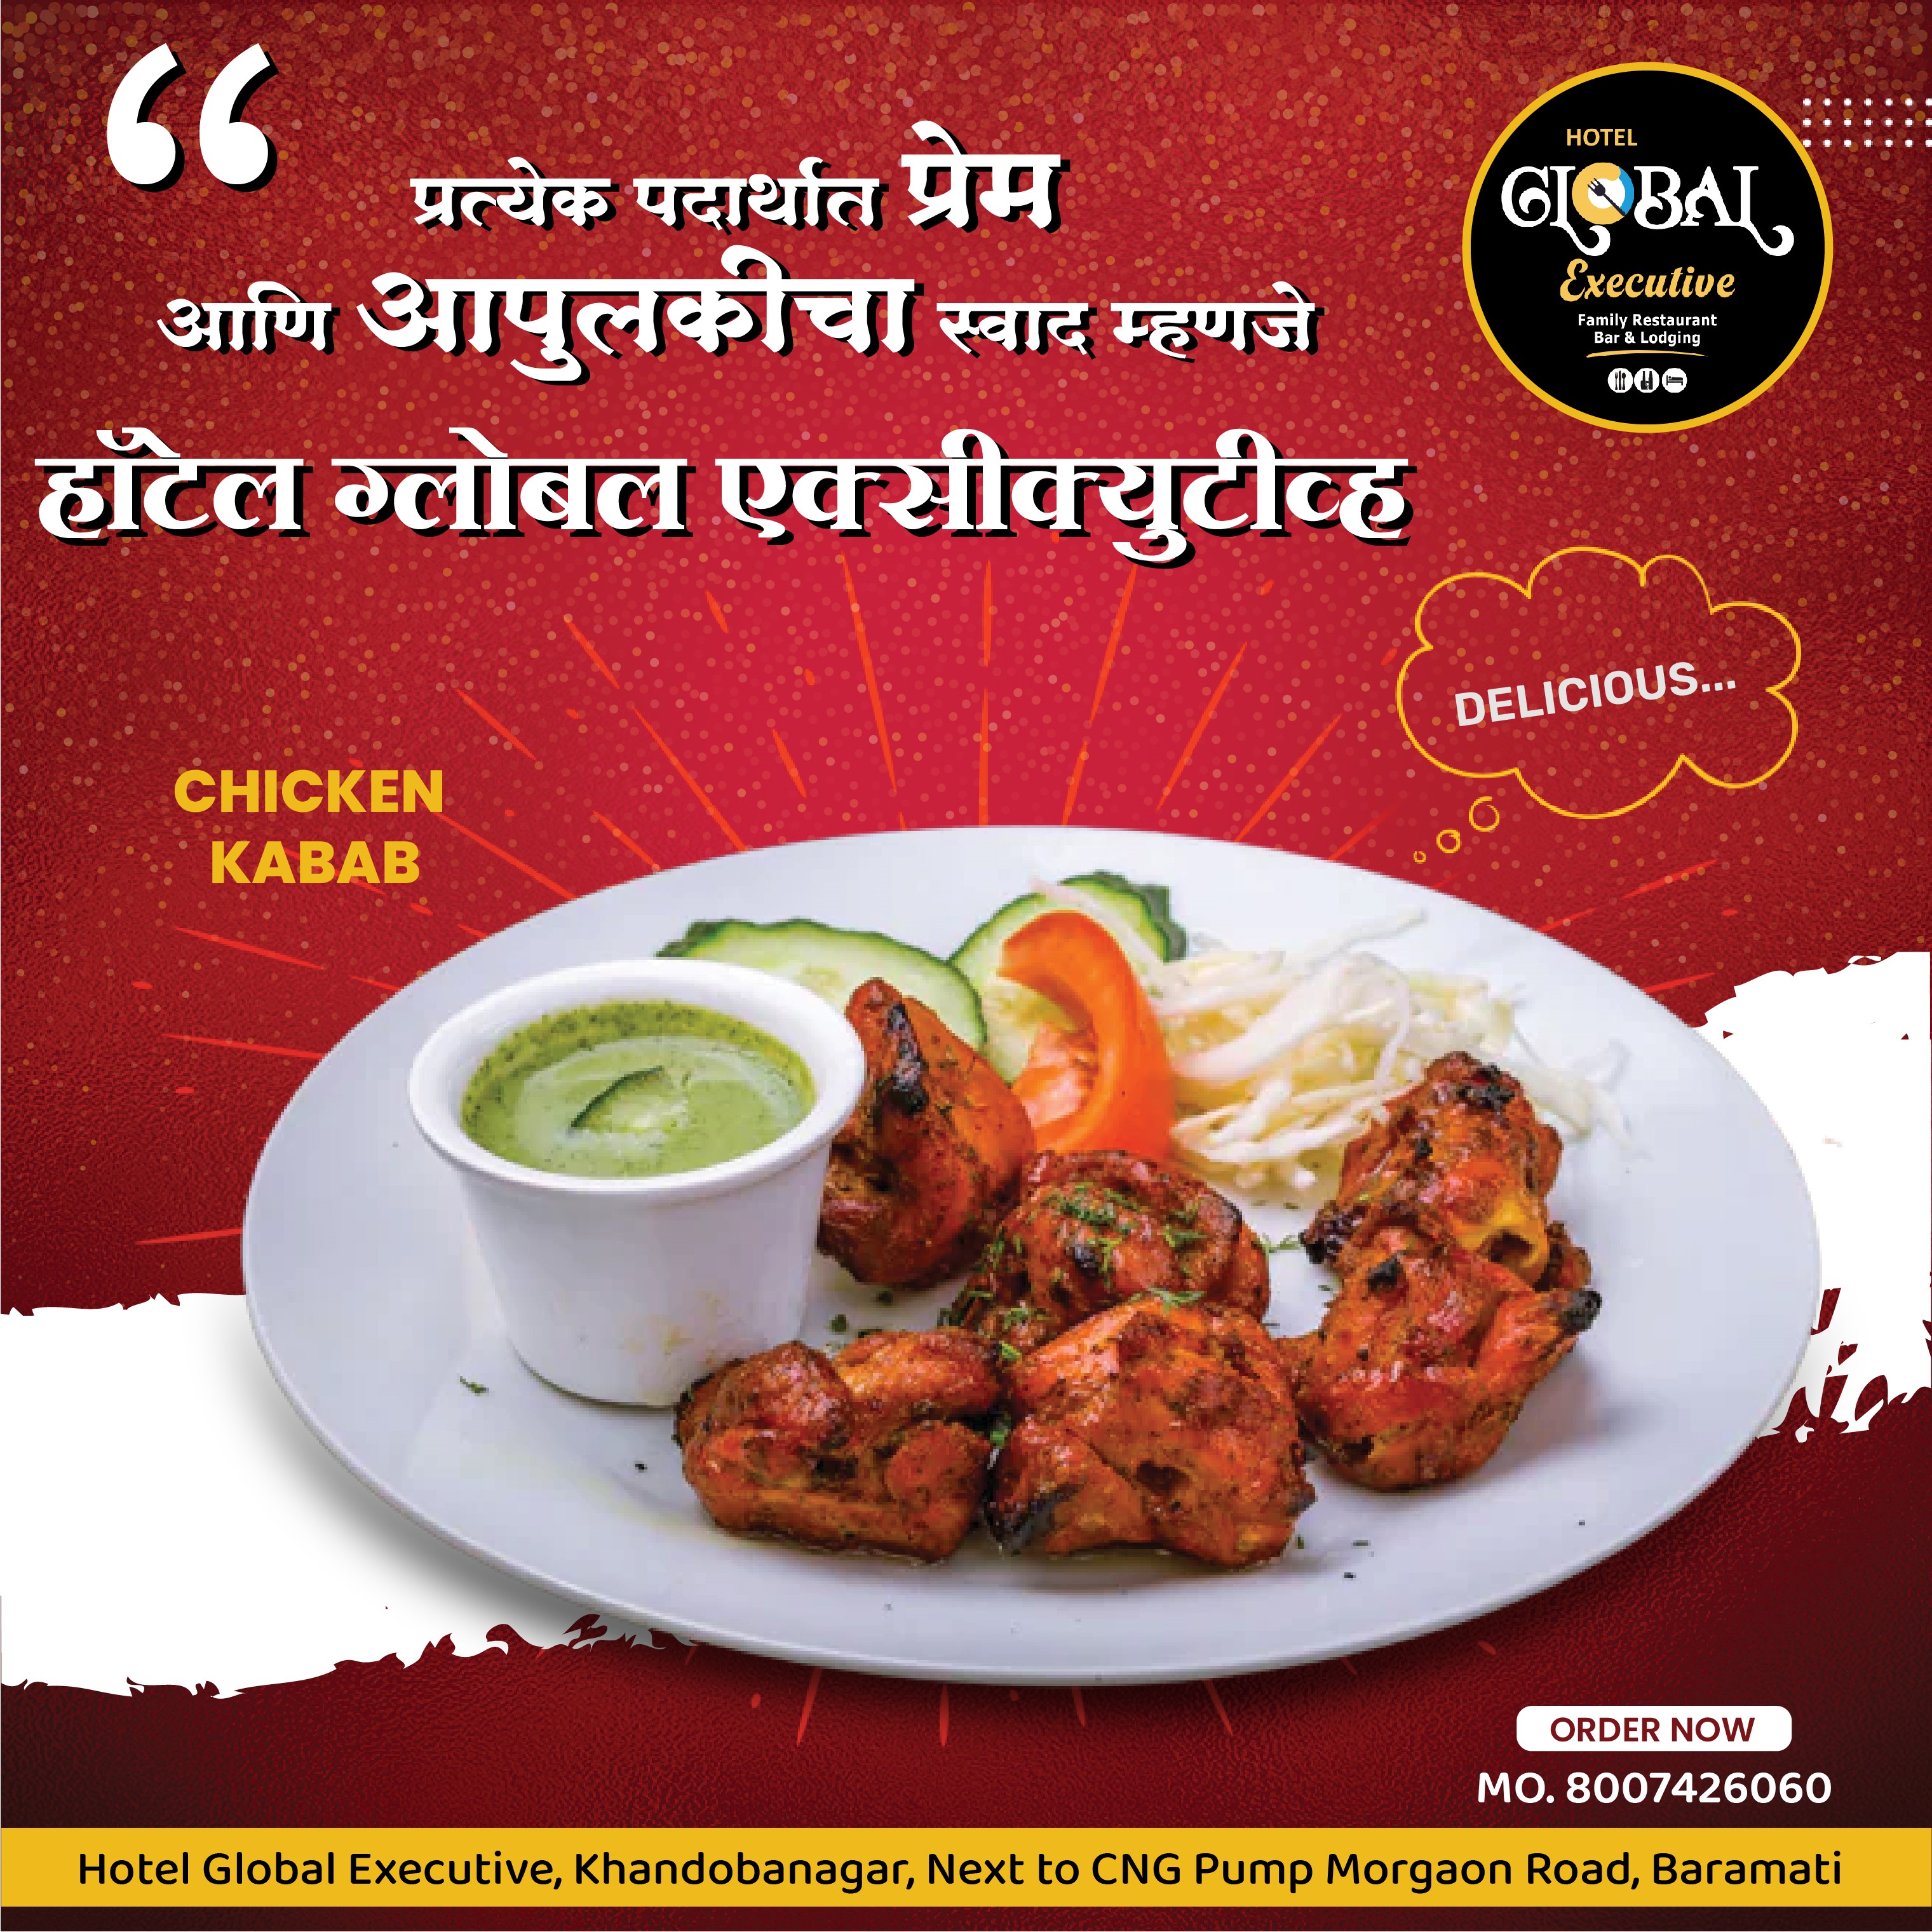 प्रत्येक पदार्थात प्रेम
आणि आपुलकीचा स्वाद म्हणजे
हॉटेल ग्लोबल एक्सीक्युटीव्ह
HOTEL
GLOBAL
Executive
Family Restaurant
Bar & Lodging
DELICIOUS...
CHICKEN
KABAB
ORDER NOW
MO. 8007426060
Hotel Global Executive, Khandobanagar, Next to CNG Pump Morgaon Road, Baramati